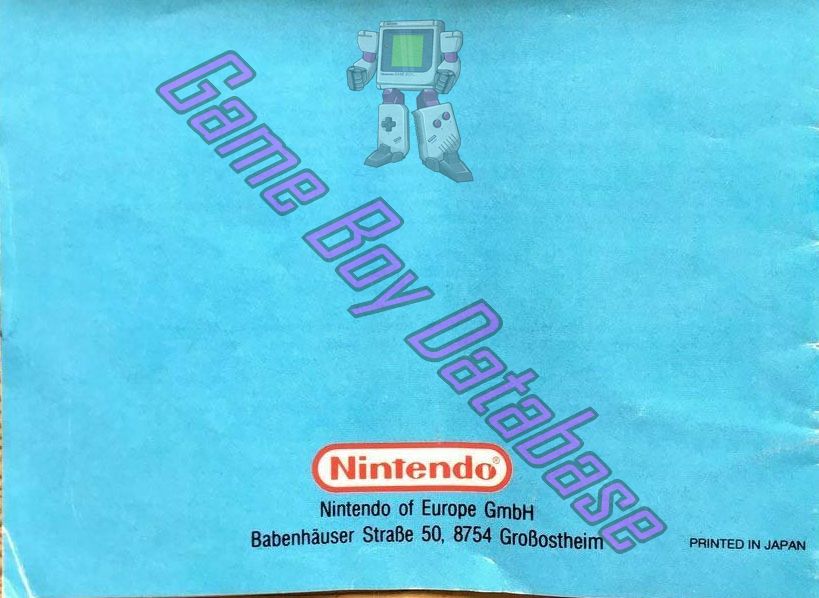 Game Boy Database
Nintendo®
Nintendo of Europe GmbH
Babenhäuser Straße 50, 8754 Großostheim
PRINTED IN JAPAN